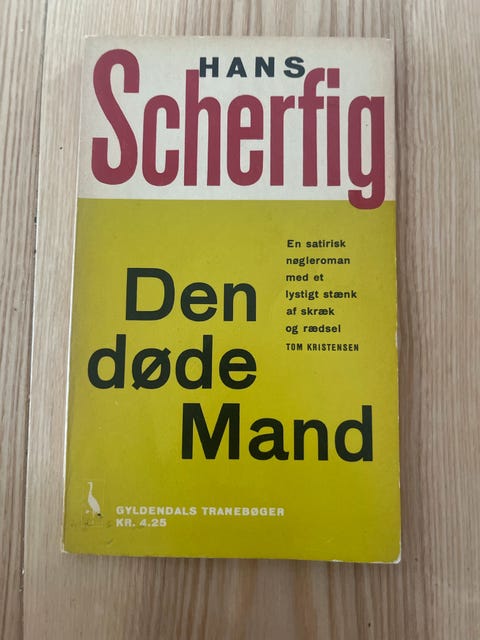 HANS
Scherfig
En satirisk
nøgleroman
med et
lystigt stænk
af skræk
og rædsel
TOM KRISTENSEN
Den
døde
Mand
GYLDENDALS TRANEBØGER
KR. 4.25